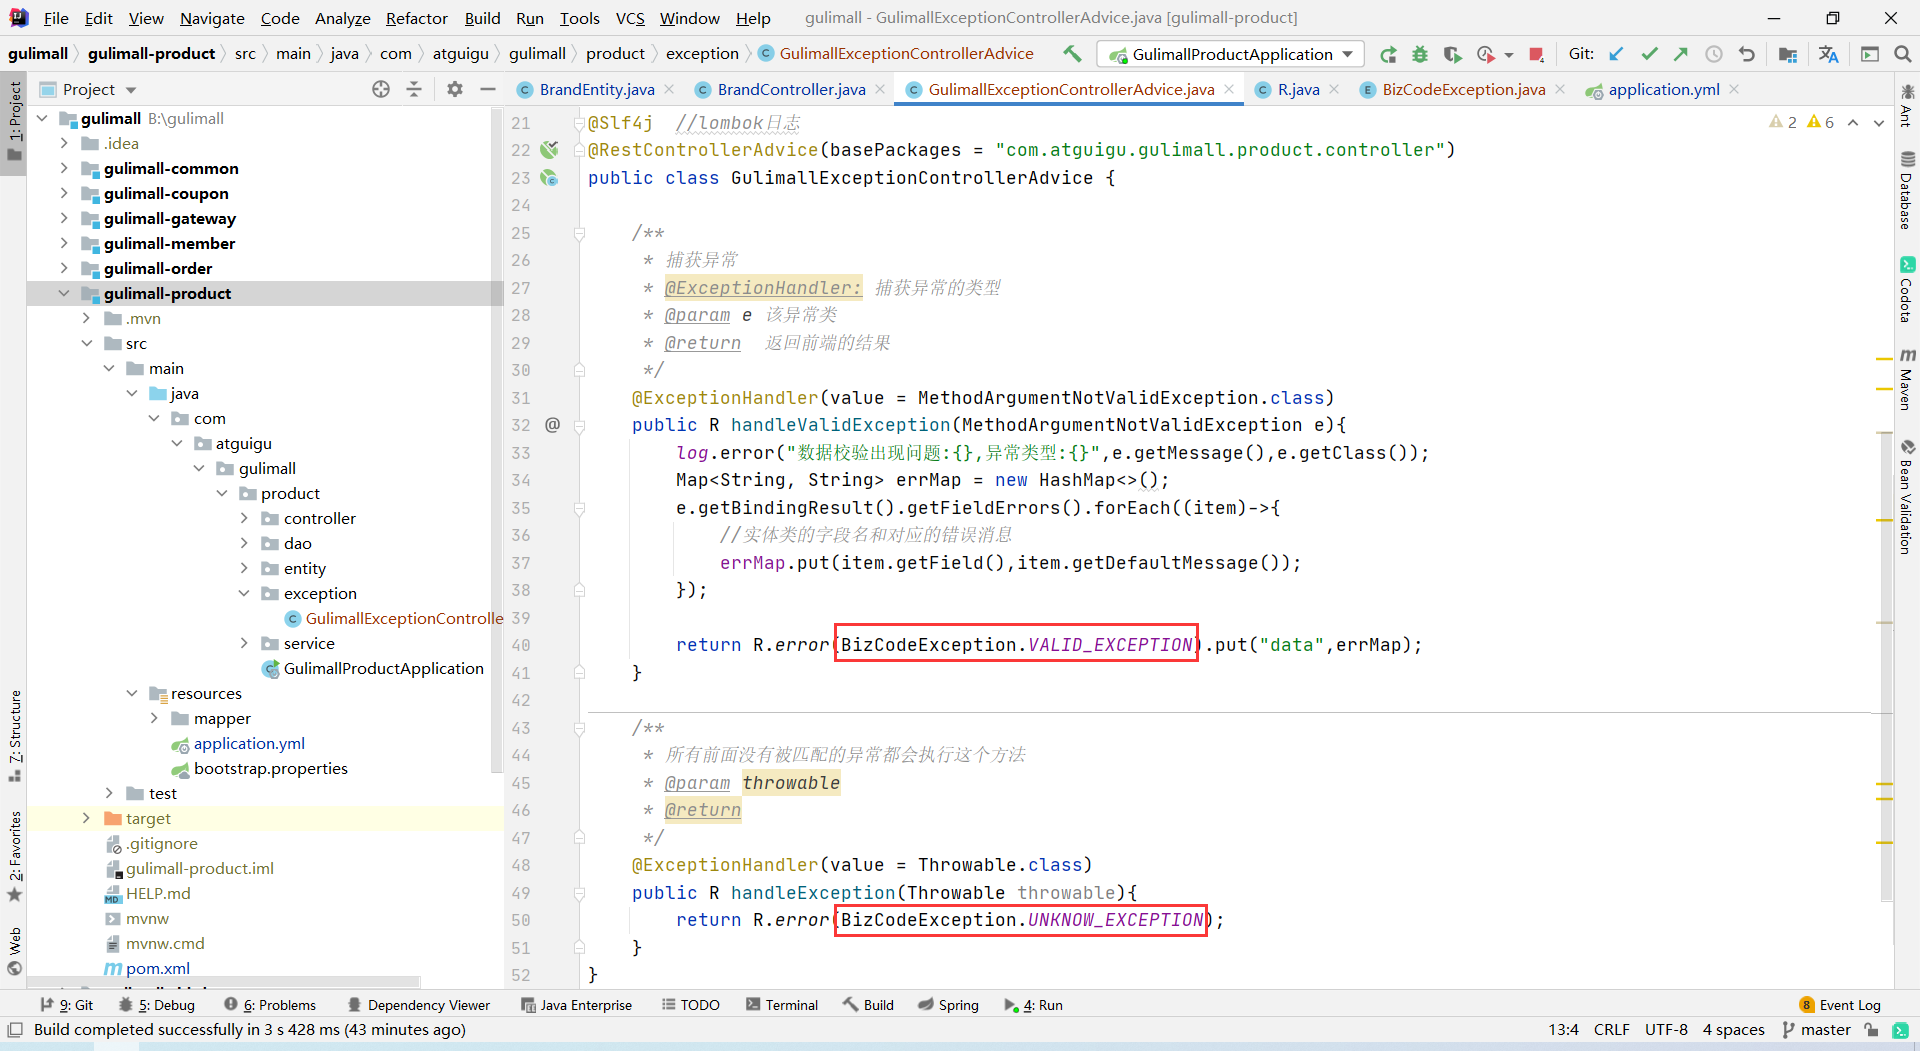 File Edit View Navigate Code Analyze Refactor Build Run Tools VCS Window Help gulimall - GulimallExceptionControllerAdvice.java [gulimall-product]
gulimall gulimall-product src main java com atguigu gulimall product exception GulimallExceptionControllerAdvice GulimallProductApplication Git:
Project
BrandEntity.java BrandController.java GulimallExceptionControllerAdvice.java R.java BizCodeException.java application.yml
1: Project
7: Structure
2: Favorites
Web
gulimall B:\gulimall
.idea
gulimall-common
gulimall-coupon
gulimall-gateway
gulimall-member
gulimall-order
gulimall-product
.mvn
src
main
java
com
atguigu
gulimall
product
controller
dao
entity
exception
GulimallExceptionControlle
service
GulimallProductApplication
resources
mapper
application.yml
bootstrap.properties
test
target
.gitignore
gulimall-product.iml
HELP.md
mvnw
mvnw.cmd
pom.xml
2 6
21 @Slf4j //lombok日志
22 @RestControllerAdvice(basePackages = "com.atguigu.gulimall.product.controller")
23 public class GulimallExceptionControllerAdvice {
24
25 /**
26 * 捕获异常
27 * @ExceptionHandler: 捕获异常的类型
28 * @param e 该异常类
29 * @return 返回前端的结果
30 */
31 @ExceptionHandler(value = MethodArgumentNotValidException.class)
32 @ public R handleValidException(MethodArgumentNotValidException e){
33 log.error("数据校验出现问题:{},异常类型:{}",e.getMessage(),e.getClass());
34 Map<String, String> errMap = new HashMap<>();
35 e.getBindingResult().getFieldErrors().forEach((item)->{
36 //实体类的字段名和对应的错误消息
37 errMap.put(item.getField(),item.getDefaultMessage());
38 });
39
40 return R.error(BizCodeException.VALID_EXCEPTION).put("data",errMap);
41 }
42
43 /**
44 * 所有前面没有被匹配的异常都会执行这个方法
45 * @param throwable
46 * @return
47 */
48 @ExceptionHandler(value = Throwable.class)
49 public R handleException(Throwable throwable){
50 return R.error(BizCodeException.UNKNOW_EXCEPTION);
51 }
52 }
Ant
Database
Codota
Maven
Bean Validation
9: Git 5: Debug 6: Problems Dependency Viewer Java Enterprise TODO Terminal Build Spring 4: Run 8 Event Log
Build completed successfully in 3 s 428 ms (43 minutes ago) 13:4 CRLF UTF-8 4 spaces master